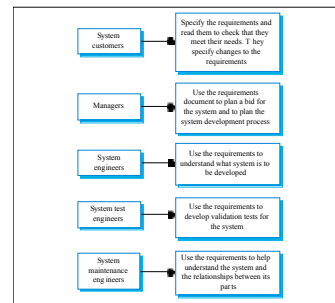 System
customers
Specify the requirements and
read them to check that they
meet their needs. T hey
specify changes to the
requirements
Managers
Use the requirements
document to plan a bid for
the system and to plan the
system development process
System
engineers
Use the requirements to
understand what system is to
be developed
System test
engineers
Use the requirements to
develop validation tests for
the system
System
maintenance
engineers
Use the requirements to help
understand the system and
the relationships between its
parts